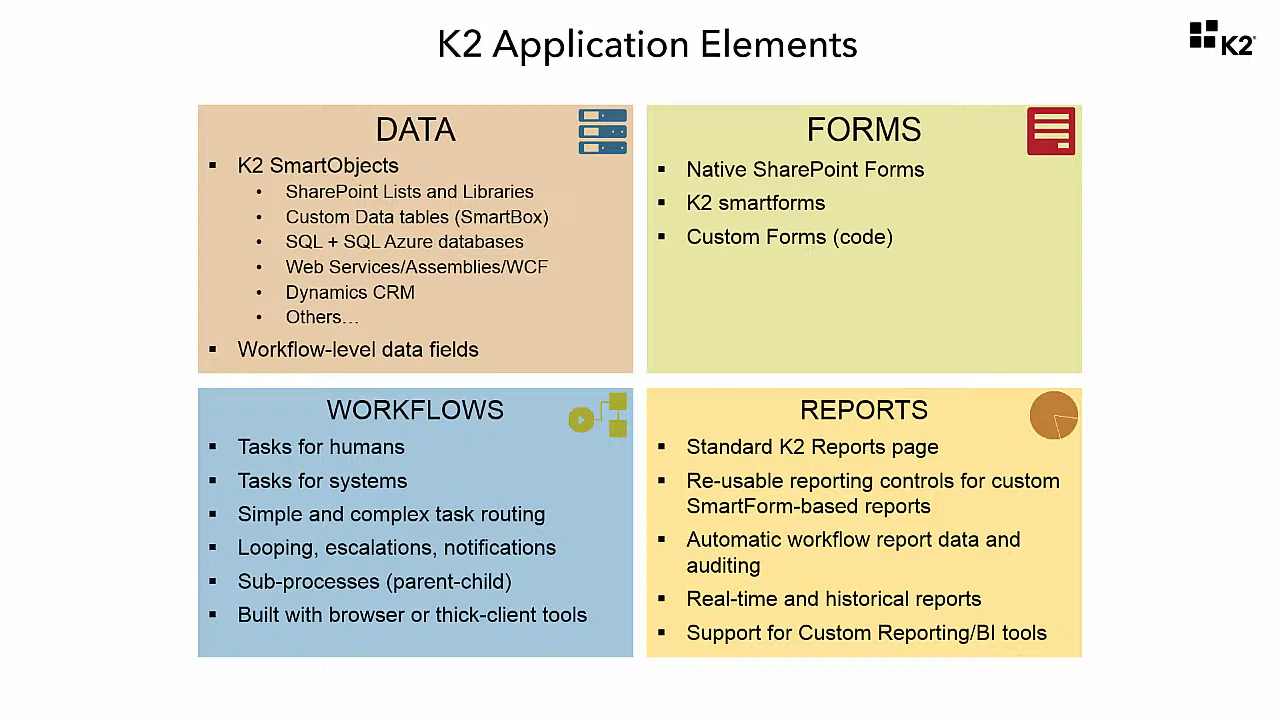 K2 Application Elements
K2
DATA
▪ K2 SmartObjects
• SharePoint Lists and Libraries
• Custom Data tables (SmartBox)
• SQL + SQL Azure databases
• Web Services/Assemblies/WCF
• Dynamics CRM
• Others…
▪ Workflow-level data fields
FORMS
▪ Native SharePoint Forms
▪ K2 smartforms
▪ Custom Forms (code)
WORKFLOWS
▪ Tasks for humans
▪ Tasks for systems
▪ Simple and complex task routing
▪ Looping, escalations, notifications
▪ Sub-processes (parent-child)
▪ Built with browser or thick-client tools
REPORTS
▪ Standard K2 Reports page
▪ Re-usable reporting controls for custom
SmartForm-based reports
▪ Automatic workflow report data and
auditing
▪ Real-time and historical reports
▪ Support for Custom Reporting/BI tools